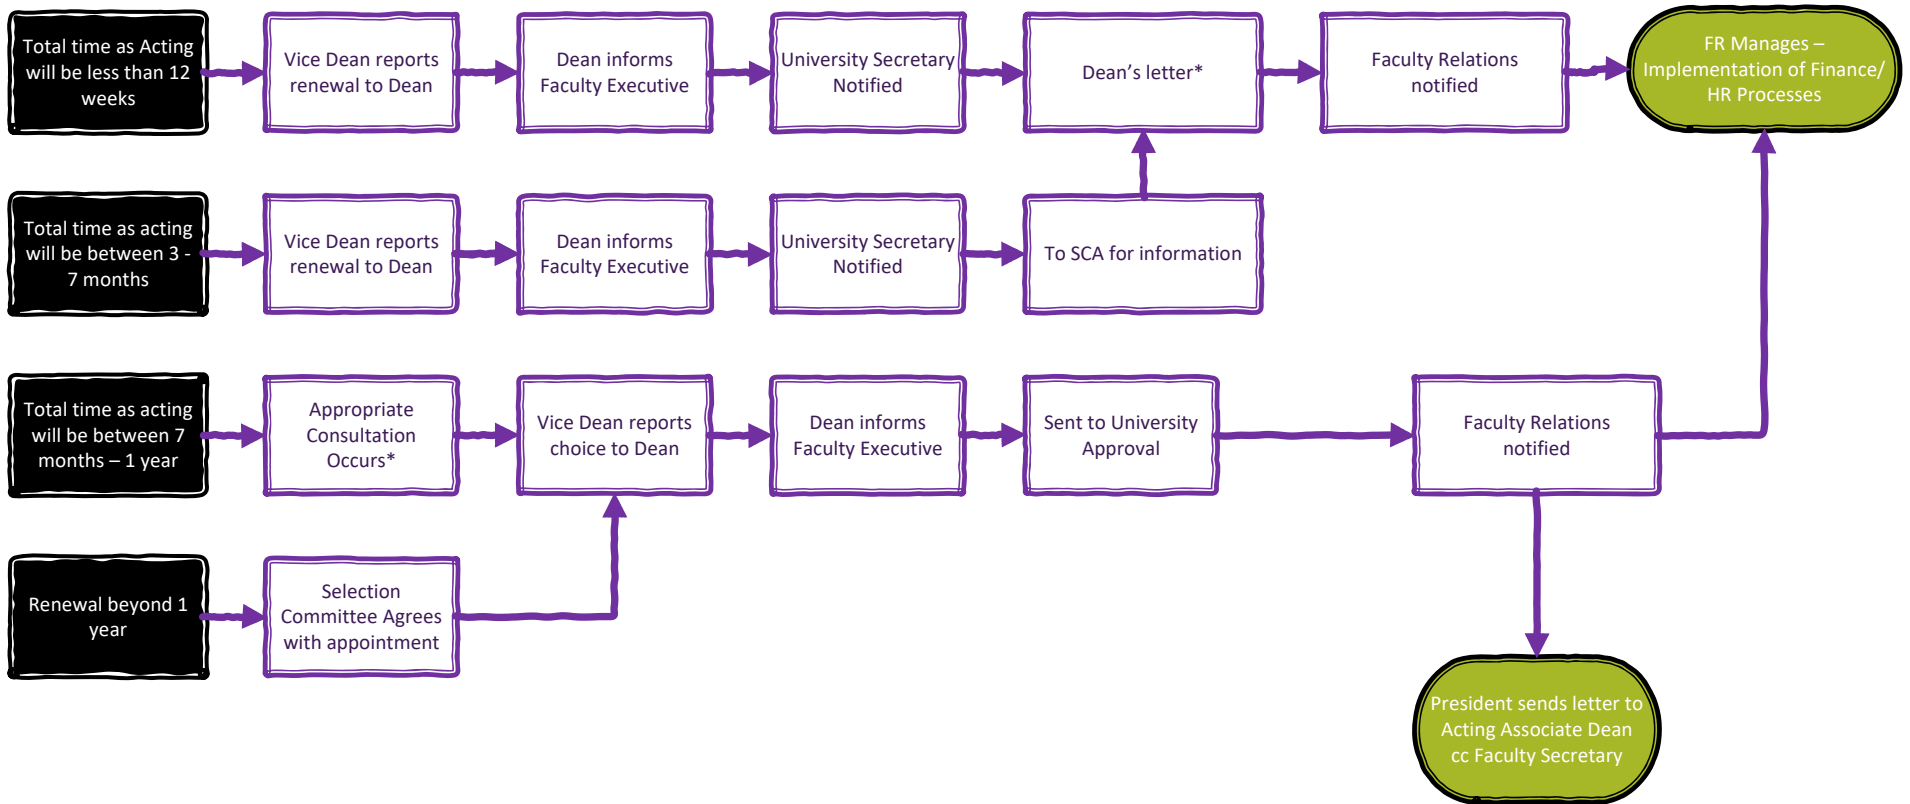 Total time as Acting
will be less than 12
weeks
Vice Dean reports
renewal to Dean
Dean informs
Faculty Executive
University Secretary
Notified
Dean’s letter*
Faculty Relations
notified
FR Manages –
Implementation of Finance/
HR Processes
Total time as acting
will be between 3 -
7 months
Vice Dean reports
renewal to Dean
Dean informs
Faculty Executive
University Secretary
Notified
To SCA for information
Total time as acting
will be between 7
months – 1 year
Appropriate
Consultation
Occurs*
Vice Dean reports
choice to Dean
Dean informs
Faculty Executive
Sent to University
Approval
Faculty Relations
notified
Renewal beyond 1
year
Selection
Committee Agrees
with appointment
President sends letter to
Acting Associate Dean
cc Faculty Secretary